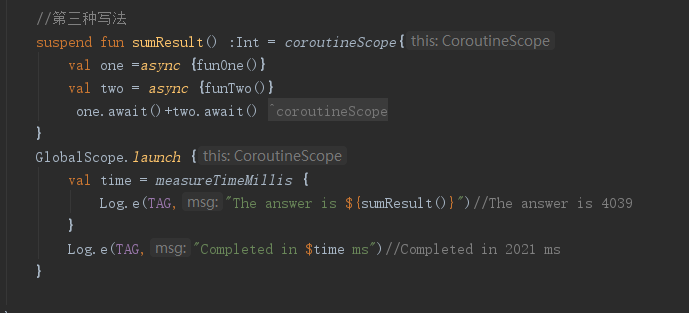 //第三种写法
suspend fun sumResult() :Int = coroutineScope{ this: CoroutineScope
val one =async {funOne()}
val two = async {funTwo()}
one.await()+two.await() ^coroutineScope
}
GlobalScope.launch { this: CoroutineScope
val time = measureTimeMillis {
Log.e(TAG, msg: "The answer is ${sumResult()}")//The answer is 4039
}
Log.e(TAG, msg: "Completed in $time ms")//Completed in 2021 ms
}